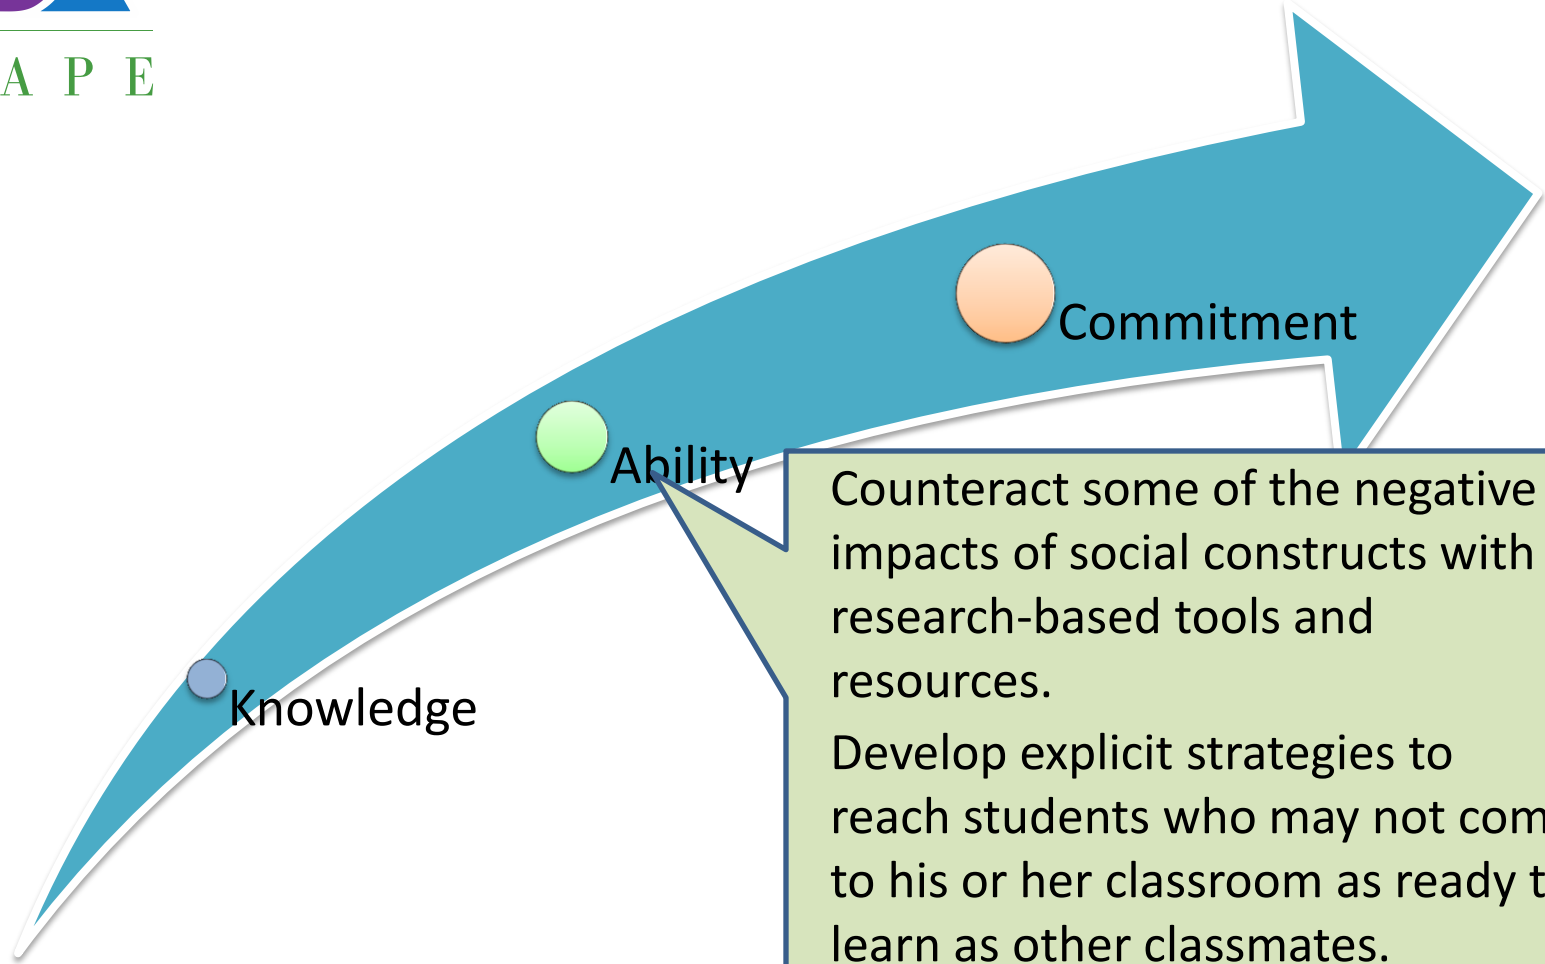 A P E
Commitment
Ability
Knowledge
Counteract some of the negative
impacts of social constructs with
research-based tools and
resources.
Develop explicit strategies to
reach students who may not com
to his or her classroom as ready t
learn as other classmates.